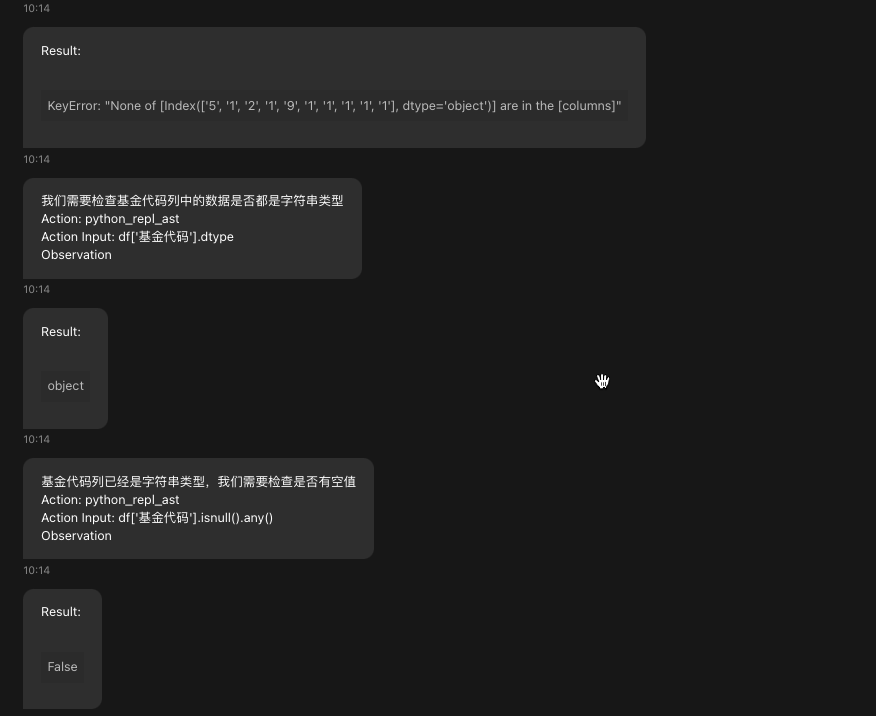 10:14
Result:
KeyError: "None of [Index(['5', '1', '2', '1', '9', '1', '1', '1', '1', '1'], dtype='object')] are in the [columns]"
10:14
我们需要检查基金代码列中的数据是否都是字符串类型
Action: python_repl_ast
Action Input: df['基金代码'].dtype
Observation
10:14
Result:
object
10:14
基金代码列已经是字符串类型，我们需要检查是否有空值
Action: python_repl_ast
Action Input: df['基金代码'].isnull().any()
Observation
10:14
Result:
False